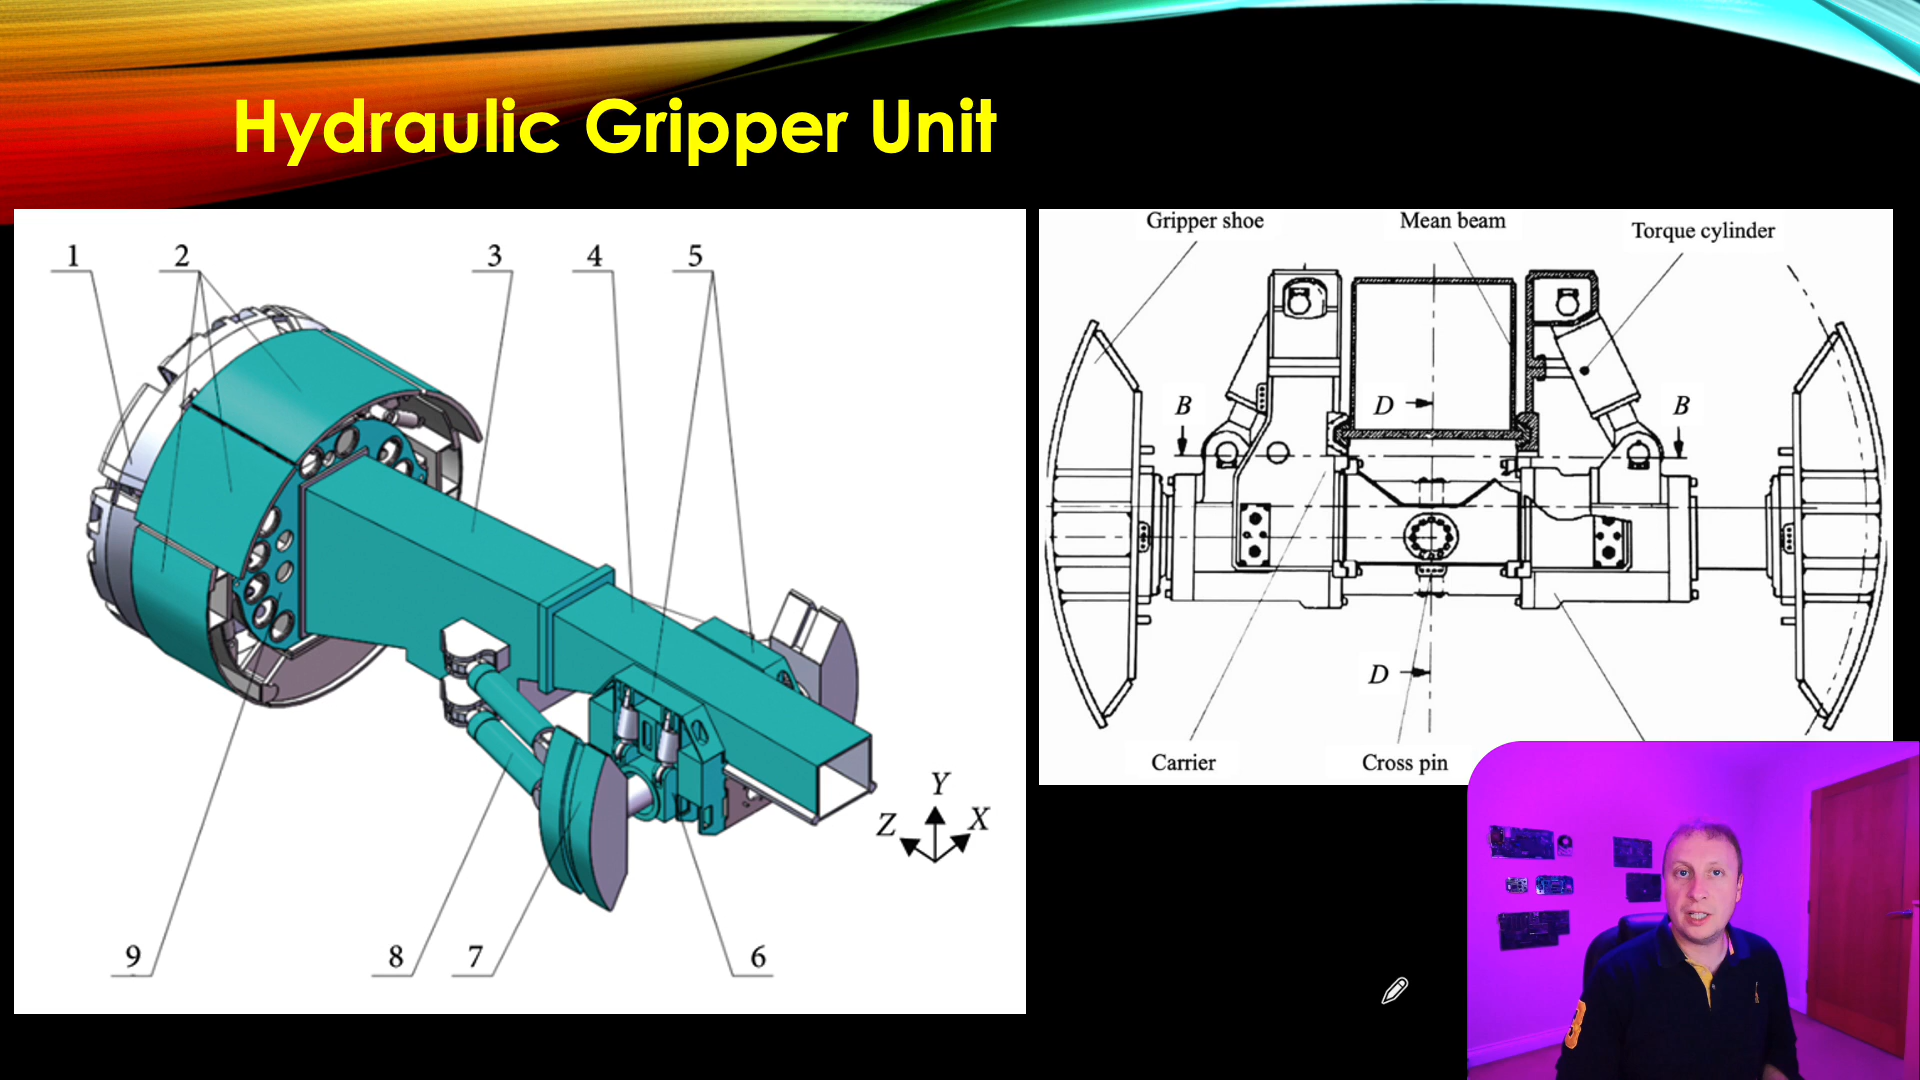 Hydraulic Gripper Unit
1
2
3
4
5
9
8
7
6
Y
Z
X
Gripper shoe
Mean beam
Torque cylinder
B
D
B
D
Carrier
Cross pin